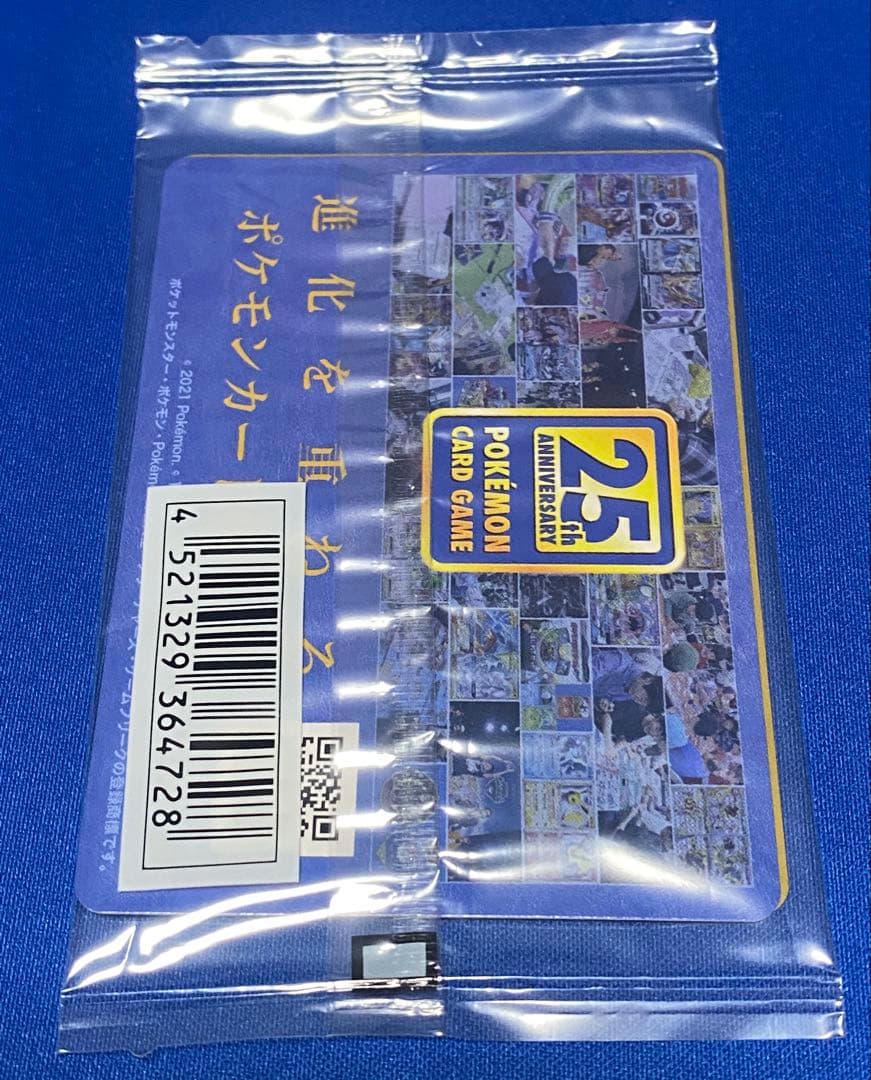 進化を重ねる
ポケモンカード
25th
ANNIVERSARY
POKÉMON
CARD GAME
© 2021 Pokémon. ©
ポケットモンスター・ポケモン・Pokém
の登録商標です。
4 521329 364728